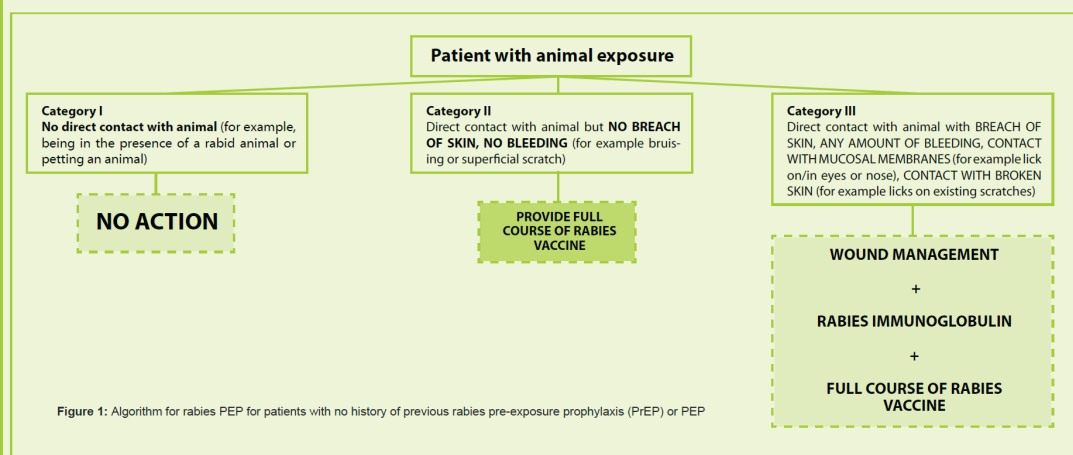 Patient with animal exposure
Category I
No direct contact with animal (for example,
being in the presence of a rabid animal or
petting an animal)
NO ACTION
Category II
Direct contact with animal but NO BREACH
OF SKIN, NO BLEEDING (for example bruis-
ing or superficial scratch)
PROVIDE FULL
COURSE OF RABIES
VACCINE
Category III
Direct contact with animal with BREACH OF
SKIN, ANY AMOUNT OF BLEEDING, CONTACT
WITH MUCOSAL MEMBRANES (for example lick
on/in eyes or nose), CONTACT WITH BROKEN
SKIN (for example licks on existing scratches)
WOUND MANAGEMENT
+
RABIES IMMUNOGLOBULIN
+
FULL COURSE OF RABIES
VACCINE
Figure 1: Algorithm for rabies PEP for patients with no history of previous rabies pre-exposure prophylaxis (PrEP) or PEP